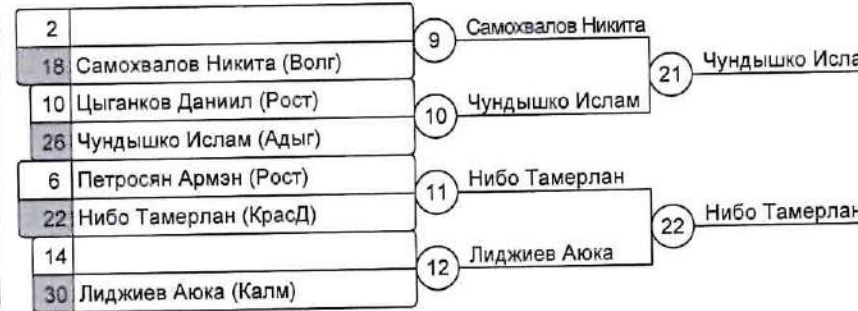 2
9 Самохвалов Никита
18 Самохвалов Никита (Волг)
21 Чундышко Исла
10 Цыганков Даниил (Рост)
10 Чундышко Ислам
26 Чундышко Ислам (Адыг)
6 Петросян Армэн (Рост)
11 Нибо Тамерлан
22 Нибо Тамерлан (КрасД)
22 Нибо Тамерлан
14
12 Лиджиев Аюка
30 Лиджиев Аюка (Калм)